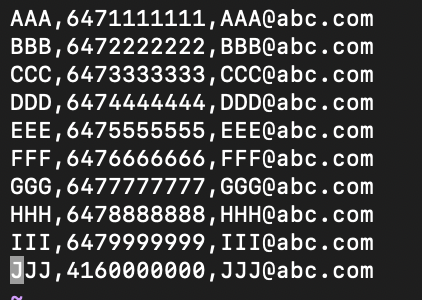 AAA,6471111111,AAA@abc.com
BBB,6472222222,BBB@abc.com
CCC,6473333333,CCC@abc.com
DDD,6474444444,DDD@abc.com
EEE,6475555555,EEE@abc.com
FFF,6476666666,FFF@abc.com
GGG,6477777777,GGG@abc.com
HHH,6478888888,HHH@abc.com
III,6479999999,III@abc.com
JJJ,4160000000,JJJ@abc.com
~